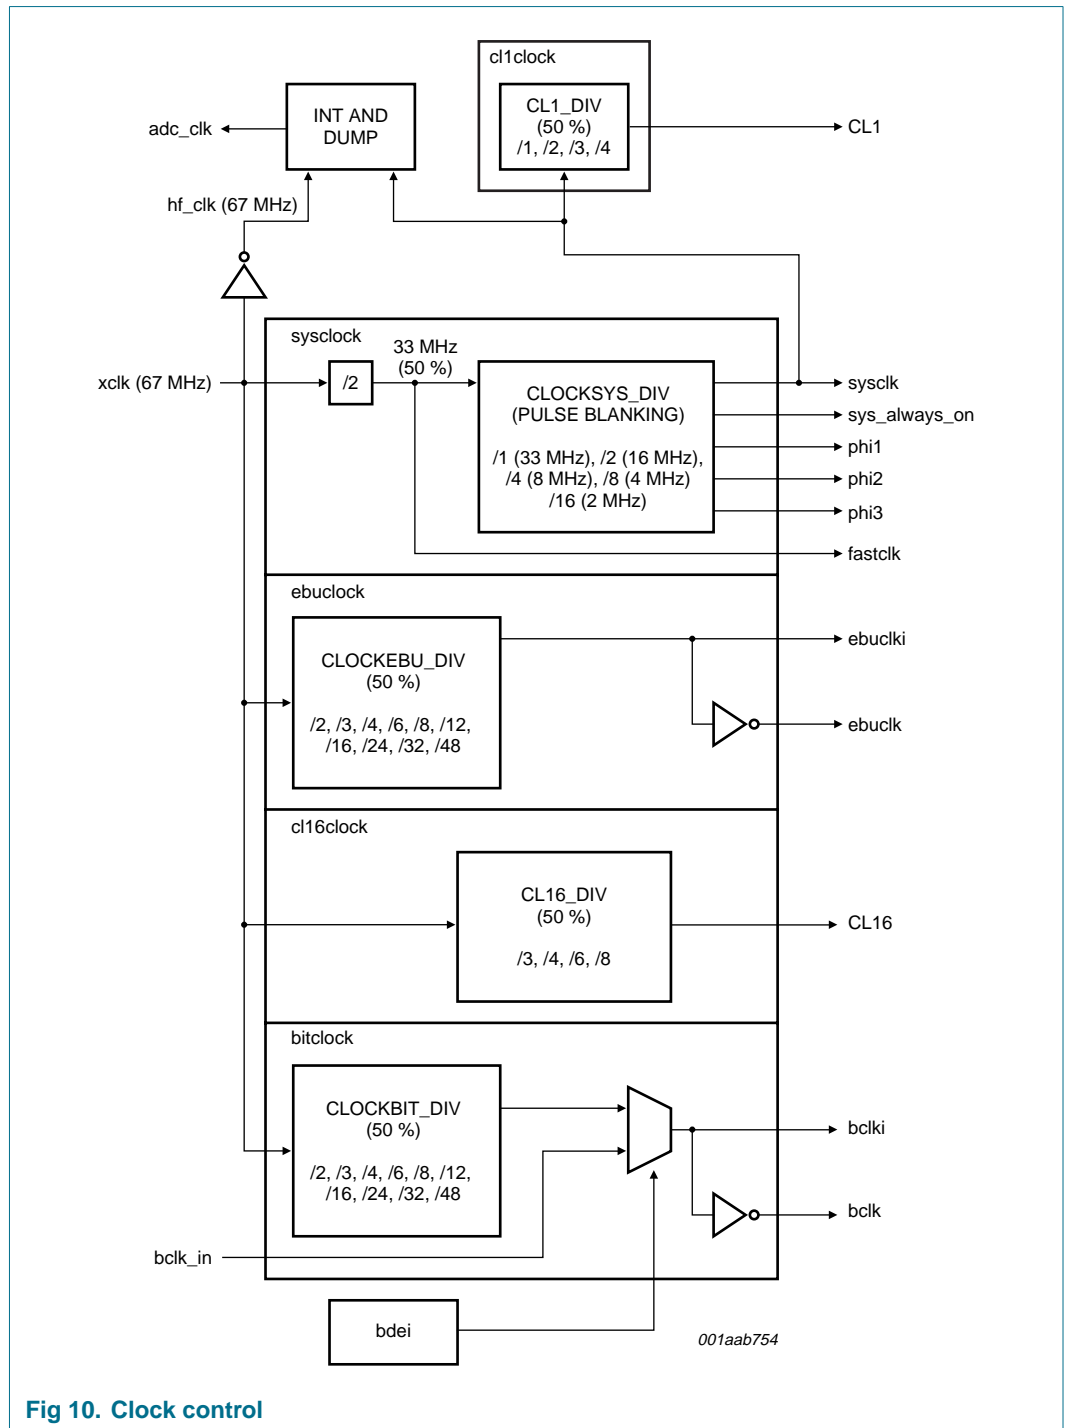 cl1clock
CL1_DIV
(50 %)
/1, /2, /3, /4
CL1
INT AND
DUMP
adc_clk
hf_clk (67 MHz)
sysclock
33 MHz
(50 %)
xclk (67 MHz)
/2
CLOCKSYS_DIV
(PULSE BLANKING)
/1 (33 MHz), /2 (16 MHz),
/4 (8 MHz), /8 (4 MHz)
/16 (2 MHz)
sysclk
sys_always_on
phi1
phi2
phi3
fastclk
ebuclock
CLOCKEBU_DIV
(50 %)
/2, /3, /4, /6, /8, /12,
/16, /24, /32, /48
ebuclki
ebuclk
cl16clock
CL16_DIV
(50 %)
/3, /4, /6, /8
CL16
bitclock
CLOCKBIT_DIV
(50 %)
/2, /3, /4, /6, /8, /12,
/16, /24, /32, /48
bclki
bclk
bclk_in
bdei
001aab754
Fig 10. Clock control